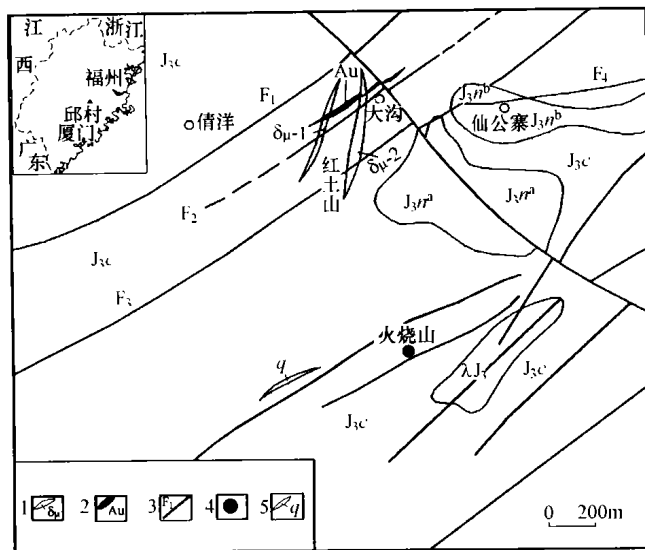 江 浙江
西
福州
邱村
厦门
广东
J₃c
F₁
倩洋
Au
大沟
δμ-1
δμ-2
红土山
F₂
F₃
J₃c
J₃nᵇ
F₄
仙公寨
J₃nᵇ
J₃c
J₃nᵃ
J₃nᵃ
火烧山
q
λJ₃
J₃c
J₃c
1 δμ 2 Au 3 F₁ 4 5 q
0 200m